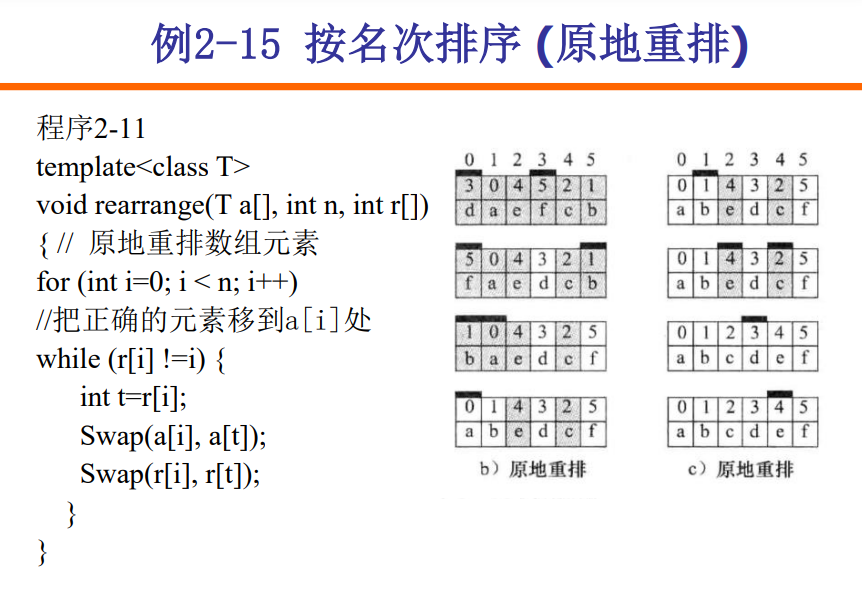 例2-15 按名次排序 (原地重排)
程序2-11
template<class T>
void rearrange(T a[], int n, int r[])
{ // 原地重排数组元素
for (int i=0; i < n; i++)
//把正确的元素移到a[i]处
while (r[i] !=i) {
int t=r[i];
Swap(a[i], a[t]);
Swap(r[i], r[t]);
}
}
0 1 2 3 4 5
3 0 4 5 2 1
d a e f c b
5 0 4 3 2 1
f a e d c b
1 0 4 3 2 5
b a e d c f
0 1 4 3 2 5
a b e d c f
b）原地重排
0 1 2 3 4 5
0 1 4 3 2 5
a b e d c f
0 1 4 3 2 5
a b e d c f
0 1 2 3 4 5
a b c d e f
0 1 2 3 4 5
a b c d e f
c）原地重排